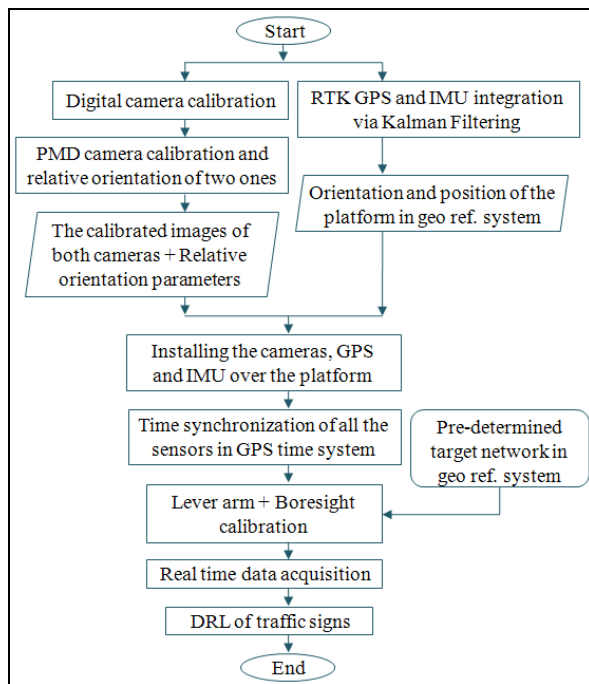 Start
Digital camera calibration
PMD camera calibration and
relative orientation of two ones
The calibrated images of
both cameras + Relative
orientation parameters
RTK GPS and IMU integration
via Kalman Filtering
Orientation and position of the
platform in geo ref. system
Installing the cameras, GPS
and IMU over the platform
Time synchronization of all the
sensors in GPS time system
Pre-determined
target network in
geo ref. system
Lever arm + Boresight
calibration
Real time data acquisition
DRL of traffic signs
End